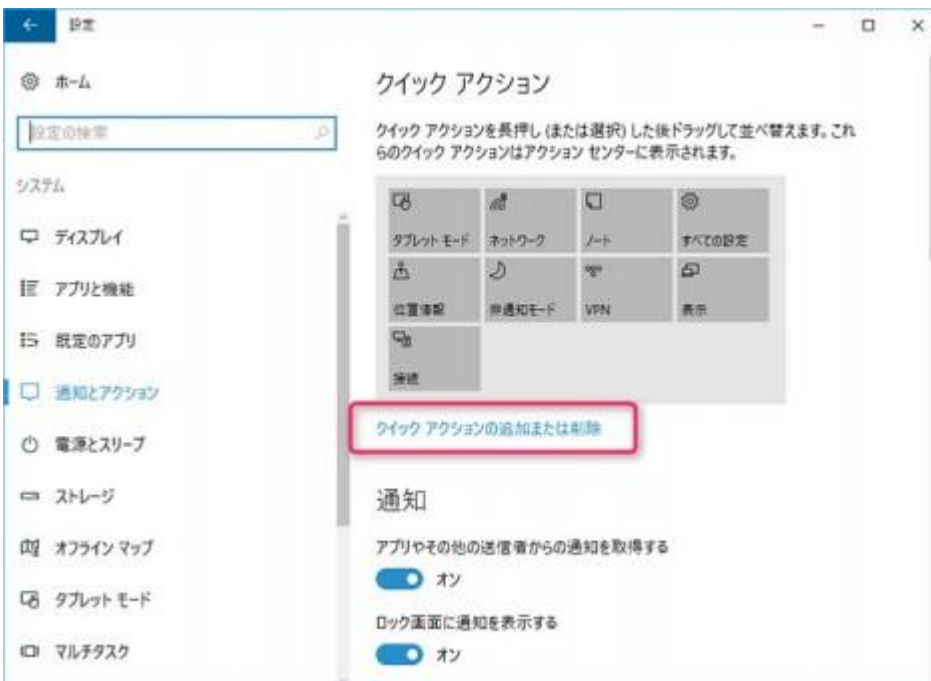 設定
ホーム
設定の検索
システム
ディスプレイ
アプリと機能
既定のアプリ
通知とアクション
電源とスリープ
ストレージ
オフライン マップ
タブレット モード
マルチタスク
クイック アクション
クイック アクションを長押し (または選択) した後ドラッグして並べ替えます。これ
らのクイック アクションはアクション センターに表示されます。
タブレット モード
ネットワーク
ノート
すべての設定
位置情報
非通知モード
VPN
表示
接続
クイック アクションの追加または削除
通知
アプリやその他の送信者からの通知を取得する
オン
ロック画面に通知を表示する
オン